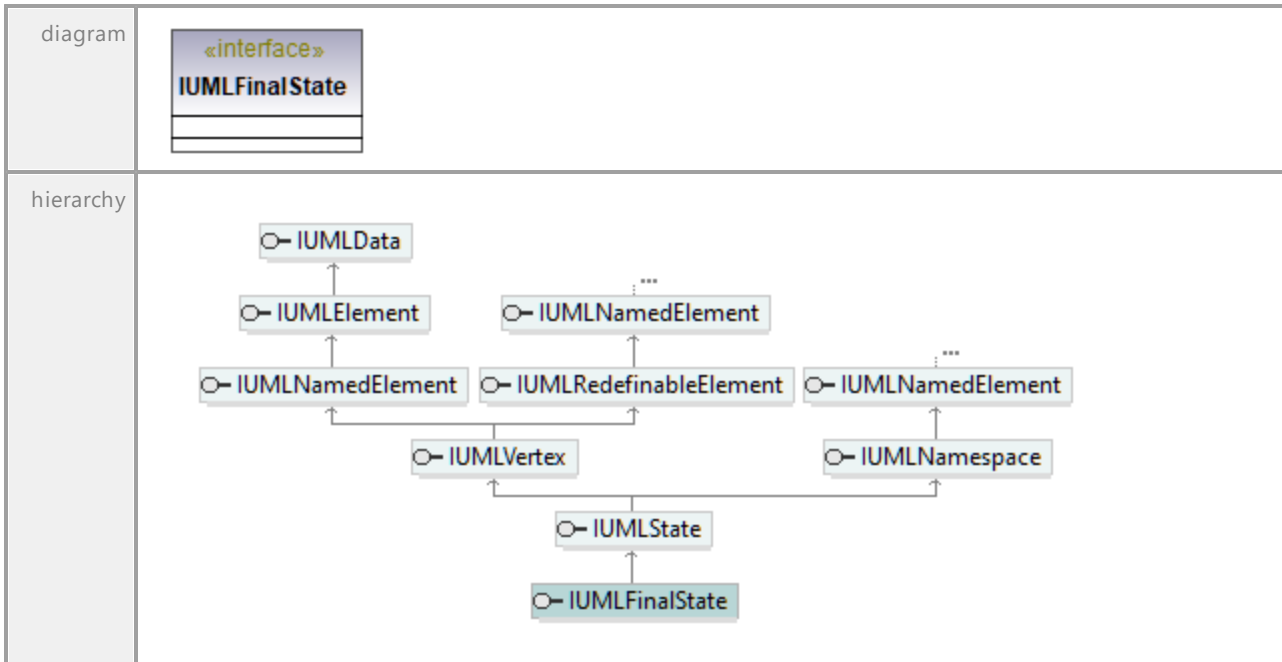 diagram
«interface»
IUMLFinalState
hierarchy
IUMLData
...
IUMLElement
IUMLNamedElement
...
IUMLNamedElement
IUMLRedefinableElement
IUMLNamedElement
IUMLVertex
IUMLNamespace
IUMLState
IUMLFinalState